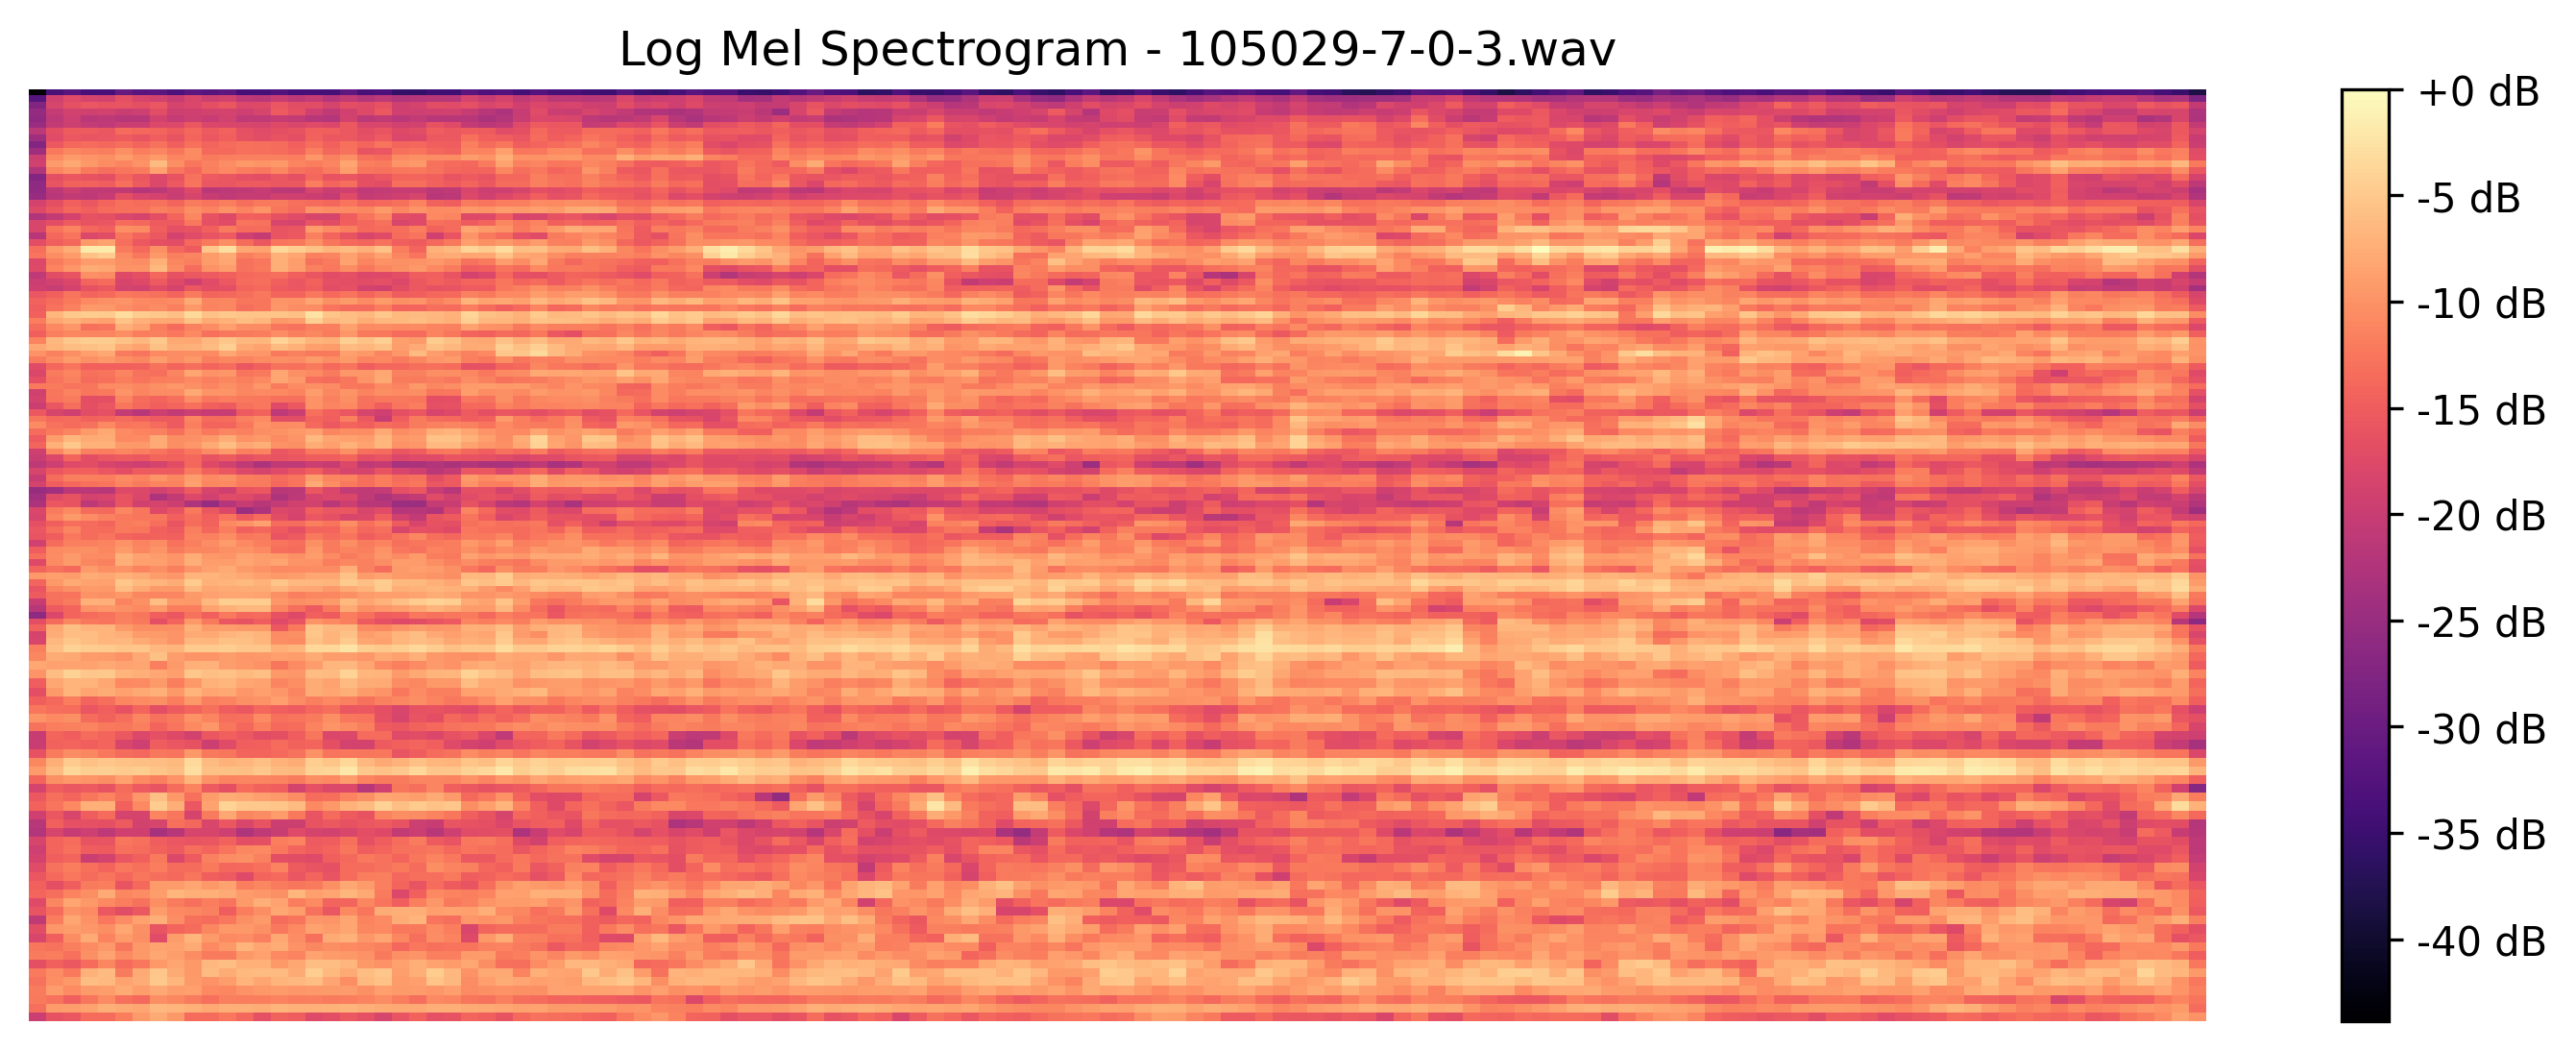 Log Mel Spectrogram - 105029-7-0-3.wav
+0 dB
-5 dB
-10 dB
-15 dB
-20 dB
-25 dB
-30 dB
-35 dB
-40 dB